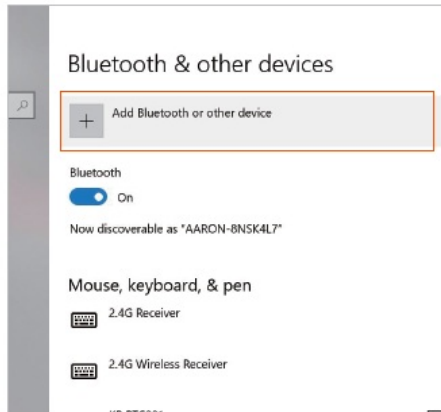 Bluetooth & other devices
Add Bluetooth or other device
Bluetooth
On
Now discoverable as "AARON-8NSK4L7"
Mouse, keyboard, & pen
2.4G Receiver
2.4G Wireless Receiver